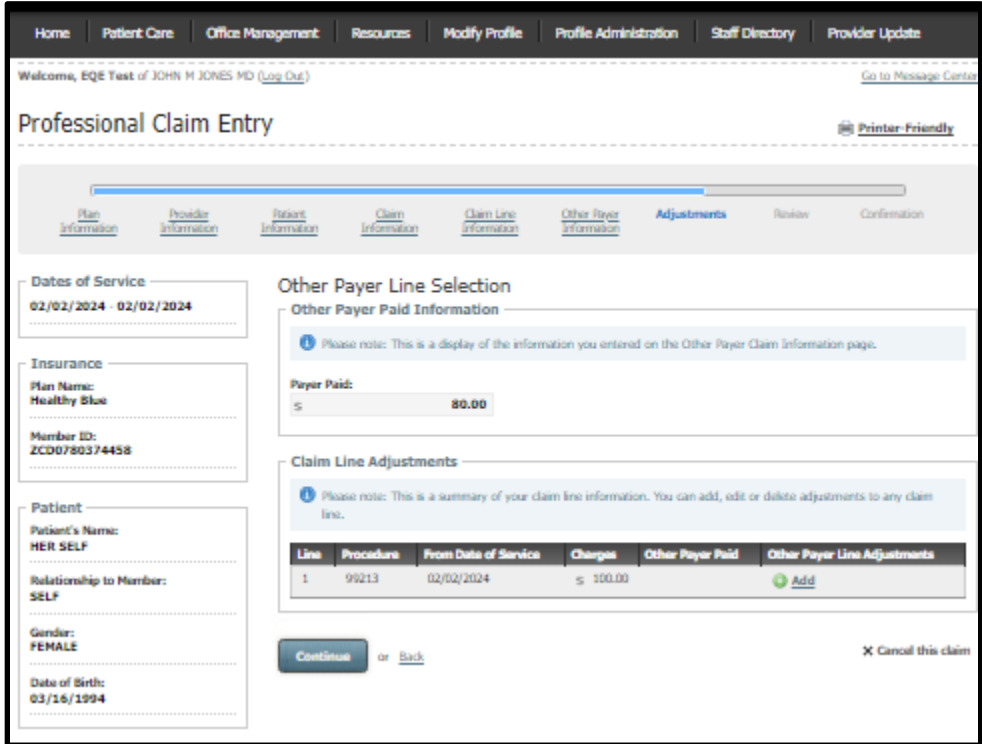 Home Patient Care Office Management Resources Modify Profile Profile Administration Staff Directory Provider Update
Welcome, EQE Test of JOHN M JONES MD (Log Out) Go to Message Center
Professional Claim Entry
Printer-Friendly
Plan Information
Provider Information
Patient Information
Claim Information
Claim Line Information
Other Payer Information
Adjustments
Review
Confirmation
Dates of Service
02/02/2024 - 02/02/2024
Insurance
Plan Name:
Healthy Blue
Member ID:
ZCD0780374458
Patient
Patient's Name:
HER SELF
Relationship to Member:
SELF
Gender:
FEMALE
Date of Birth:
03/16/1994
Other Payer Line Selection
Other Payer Paid Information
Please note: This is a display of the information you entered on the Other Payer Claim Information page.
Payer Paid:
$ 80.00
Claim Line Adjustments
Please note: This is a summary of your claim line information. You can add, edit or delete adjustments to any claim
line.
Line Procedure From Date of Service Charges Other Payer Paid Other Payer Line Adjustments
1 99213 02/02/2024 $ 100.00 Add
Continue or Back
X Cancel this claim